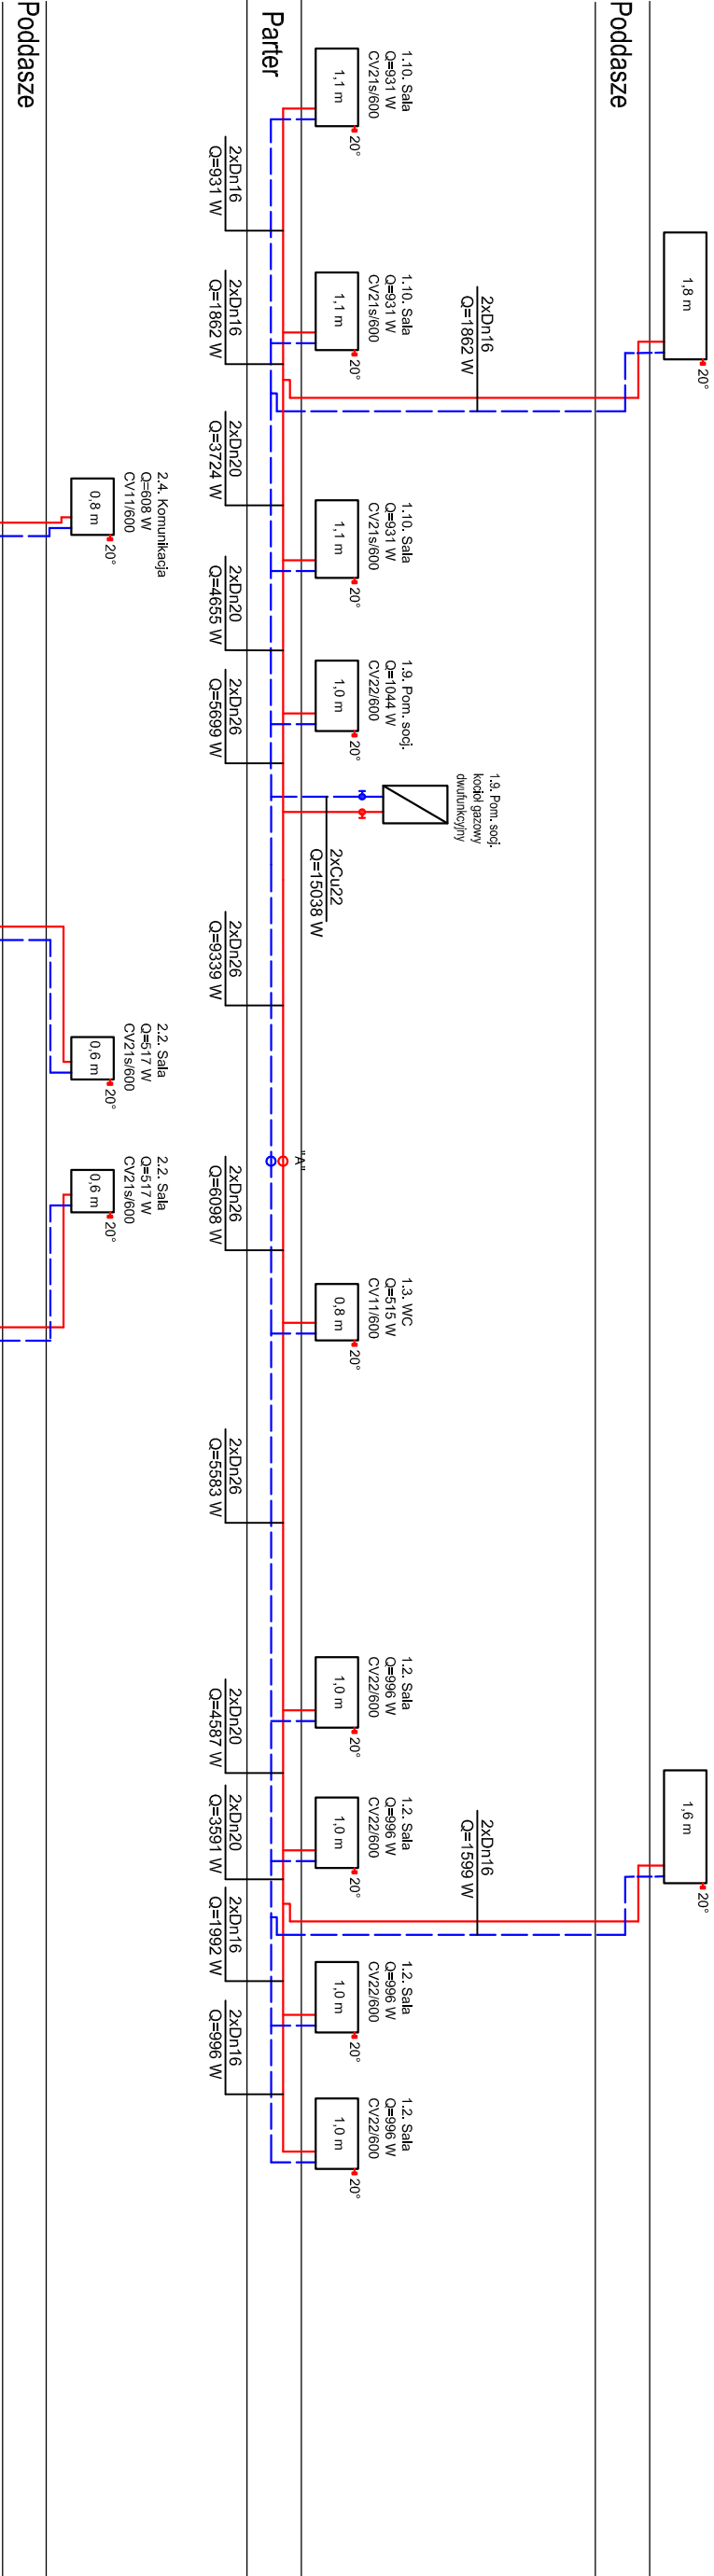 Poddasze
1,8 m
20°
1,6 m
20°
2xDn16
Q=1862 W
2xDn16
Q=1599 W
1.9. Pom. socj.
kocioł gazowy
dwufunkcyjny
2xCu22
Q=15038 W
Parter
1.10. Sala
Q=931 W
CV21s/600
1,1 m
20°
1.10. Sala
Q=931 W
CV21s/600
1,1 m
20°
1.10. Sala
Q=931 W
CV21s/600
1,1 m
20°
1.9. Pom. socj.
Q=1044 W
CV22/600
1,0 m
20°
"A"
1.3. WC
Q=515 W
CV11/600
0,8 m
20°
1.2. Sala
Q=996 W
CV22/600
1,0 m
20°
1.2. Sala
Q=996 W
CV22/600
1,0 m
20°
1.2. Sala
Q=996 W
CV22/600
1,0 m
20°
1.2. Sala
Q=996 W
CV22/600
1,0 m
20°
2xDn16
Q=931 W
2xDn16
Q=1862 W
2xDn20
Q=3724 W
2xDn20
Q=4655 W
2xDn26
Q=5699 W
2xDn26
Q=9339 W
2xDn26
Q=6098 W
2xDn26
Q=5583 W
2xDn20
Q=4587 W
2xDn20
Q=3591 W
2xDn16
Q=1992 W
2xDn16
Q=996 W
2.4. Komunikacja
Q=608 W
CV11/600
0,8 m
20°
2.2. Sala
Q=517 W
CV21s/600
0,6 m
20°
2.2. Sala
Q=517 W
CV21s/600
0,6 m
20°
Poddasze